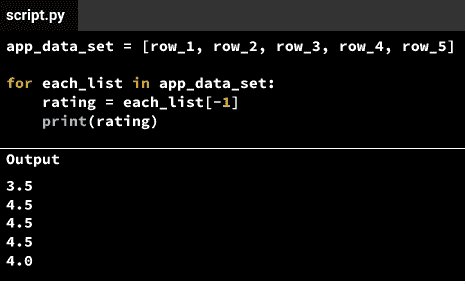 script.py
app_data_set = [row_1, row_2, row_3, row_4, row_5]
for each_list in app_data_set:
    rating = each_list[-1]
    print(rating)
Output
3.5
4.5
4.5
4.5
4.0